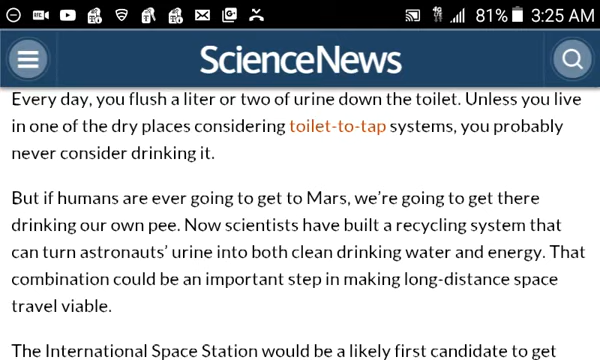 81% 3:25 AM
ScienceNews
Every day, you flush a liter or two of urine down the toilet. Unless you live
in one of the dry places considering toilet-to-tap systems, you probably
never consider drinking it.
But if humans are ever going to get to Mars, we’re going to get there
drinking our own pee. Now scientists have built a recycling system that
can turn astronauts’ urine into both clean drinking water and energy. That
combination could be an important step in making long-distance space
travel viable.
The International Space Station would be a likely first candidate to get